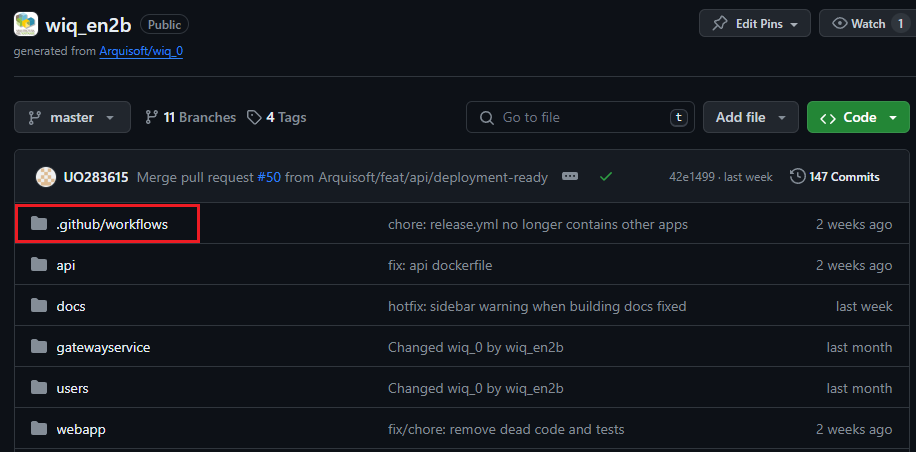 wiq_en2b Public Edit Pins Watch 1
generated from Arquisoft/wiq_0
master 11 Branches 4 Tags Go to file t Add file Code
UO283615 Merge pull request #50 from Arquisoft/feat/api/deployment-ready 42e1499 · last week 147 Commits
.github/workflows chore: release.yml no longer contains other apps 2 weeks ago
api fix: api dockerfile 2 weeks ago
docs hotfix: sidebar warning when building docs fixed last week
gatewayservice Changed wiq_0 by wiq_en2b last month
users Changed wiq_0 by wiq_en2b last month
webapp fix/chore: remove dead code and tests 2 weeks ago